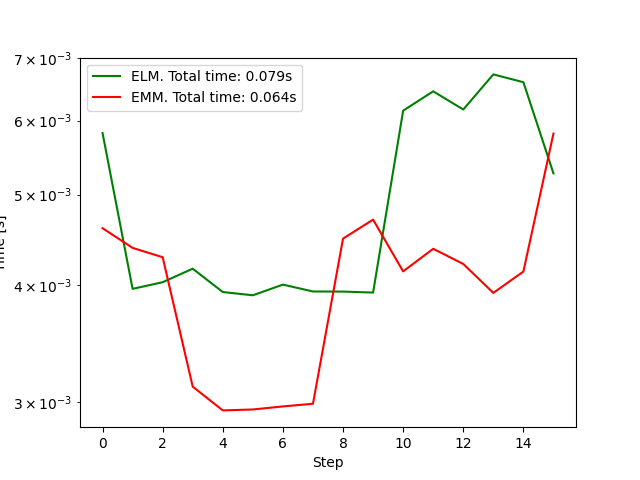 7 × 10⁻³
6 × 10⁻³
5 × 10⁻³
4 × 10⁻³
3 × 10⁻³
ELM. Total time: 0.079s
EMM. Total time: 0.064s
Time [s]
0 2 4 6 8 10 12 14
Step